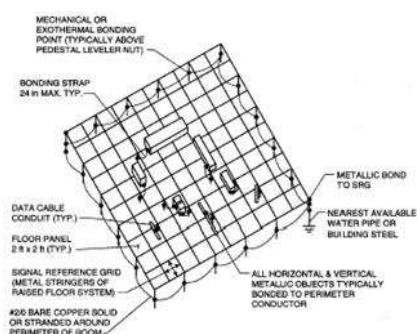 MECHANICAL OR
EXOTHERMAL BONDING
POINT (TYPICALLY ABOVE
PEDESTAL LEVELER NUT)
BONDING STRAP
24 in MAX. TYP.
DATA CABLE
CONDUIT (TYP.)
FLOOR PANEL
2 ft x 2 ft (TYP.)
SIGNAL REFERENCE GRID
(METAL STRINGERS OF
RAISED FLOOR SYSTEM)
#2/0 BARE COPPER SOLID
OR STRANDED AROUND
PERIMETER OF ROOM
METALLIC BOND
TO SRG
NEAREST AVAILABLE
WATER PIPE OR
BUILDING STEEL
ALL HORIZONTAL & VERTICAL
METALLIC OBJECTS TYPICALLY
BONDED TO PERIMETER
CONDUCTOR